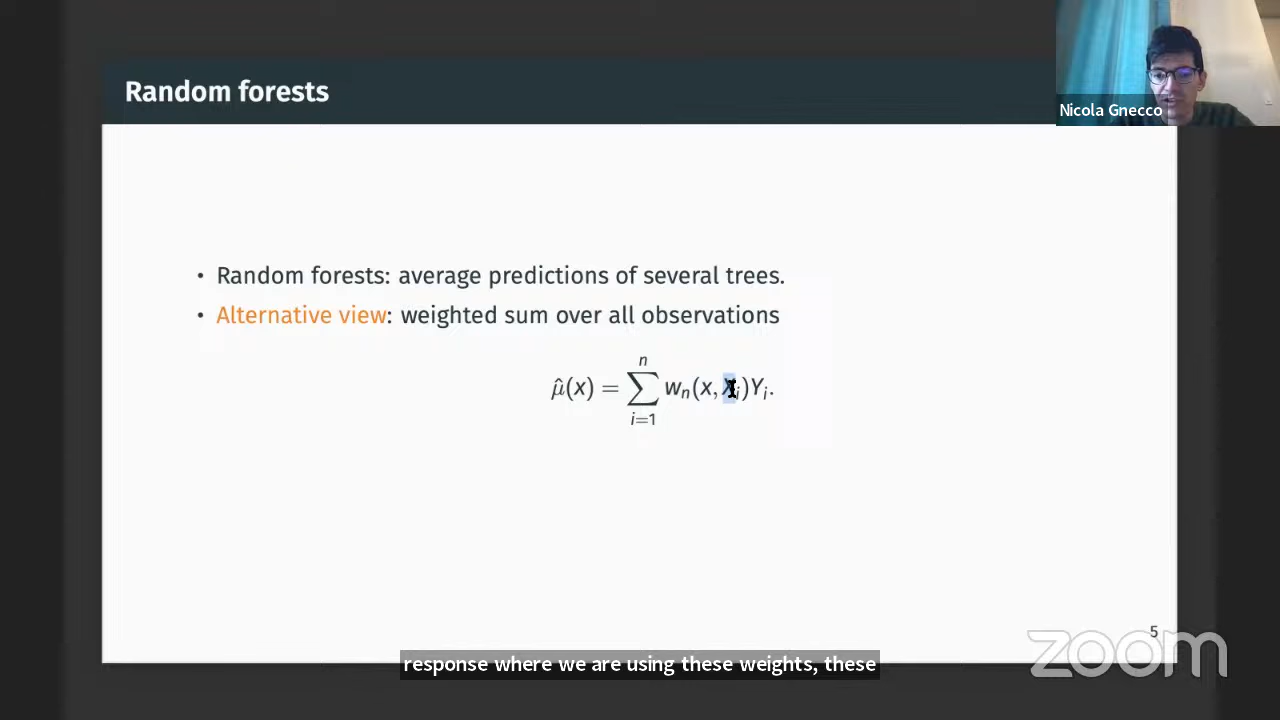 Random forests
Nicola Gnecco
• Random forests: average predictions of several trees.
• Alternative view: weighted sum over all observations
μ̂(x) = ∑ⁿᵢ₌₁ wₙ(x, Xᵢ)Yᵢ.
5
zoom
response where we are using these weights, these